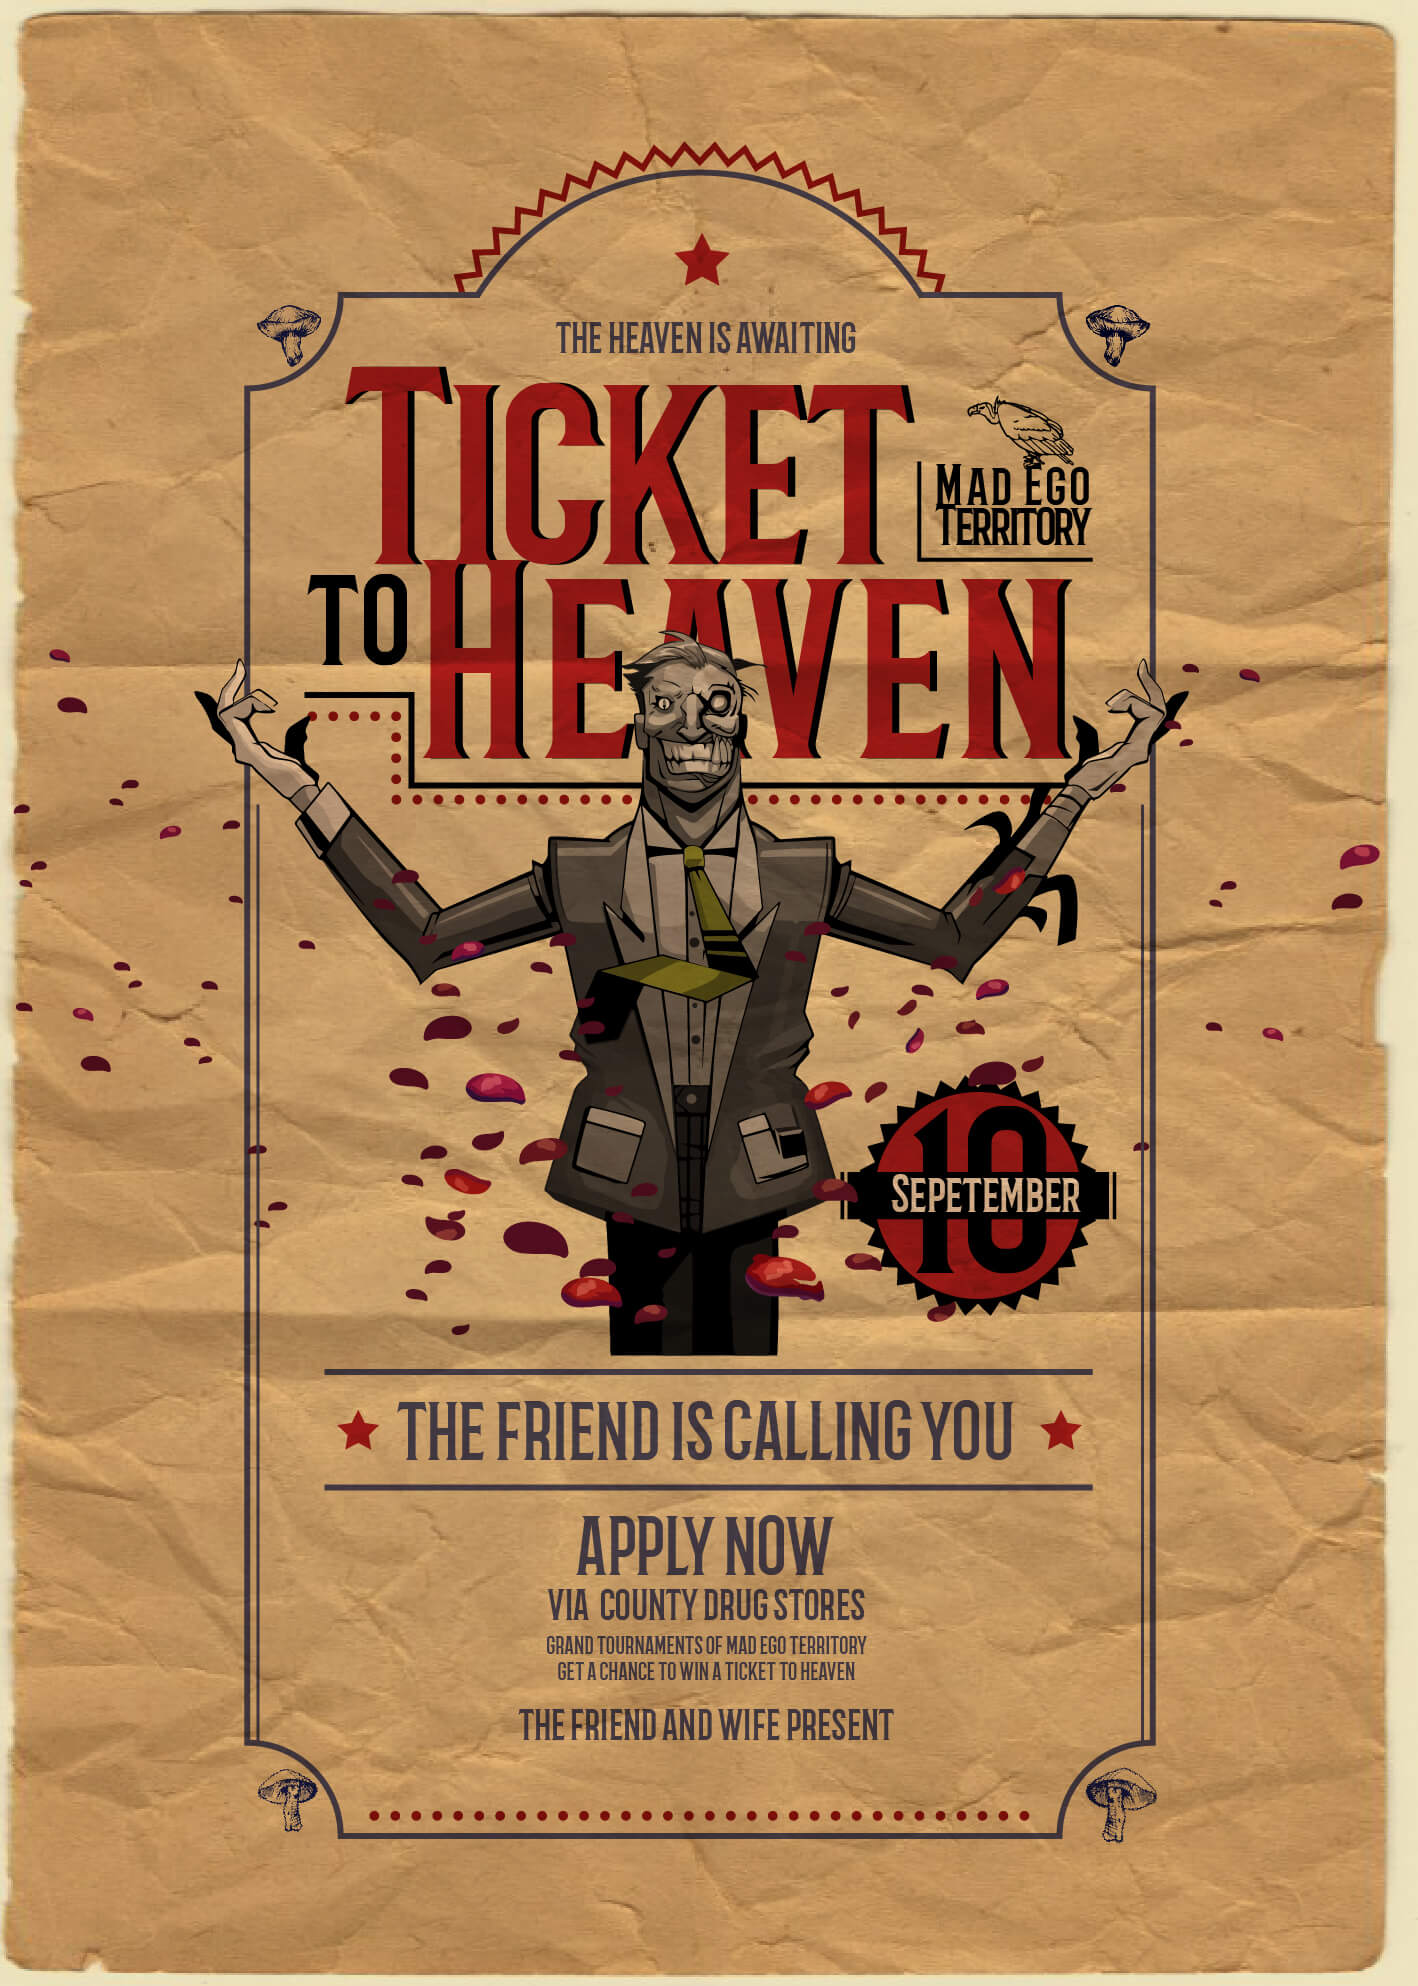 THE HEAVEN IS AWAITING
TICKET
MAD EGO
TERRITORY
TO HEAVEN
10
SEPETEMBER
THE FRIEND IS CALLING YOU
APPLY NOW
VIA COUNTY DRUG STORES
GRAND TOURNAMENTS OF MAD EGO TERRITORY
GET A CHANCE TO WIN A TICKET TO HEAVEN
THE FRIEND AND WIFE PRESENT